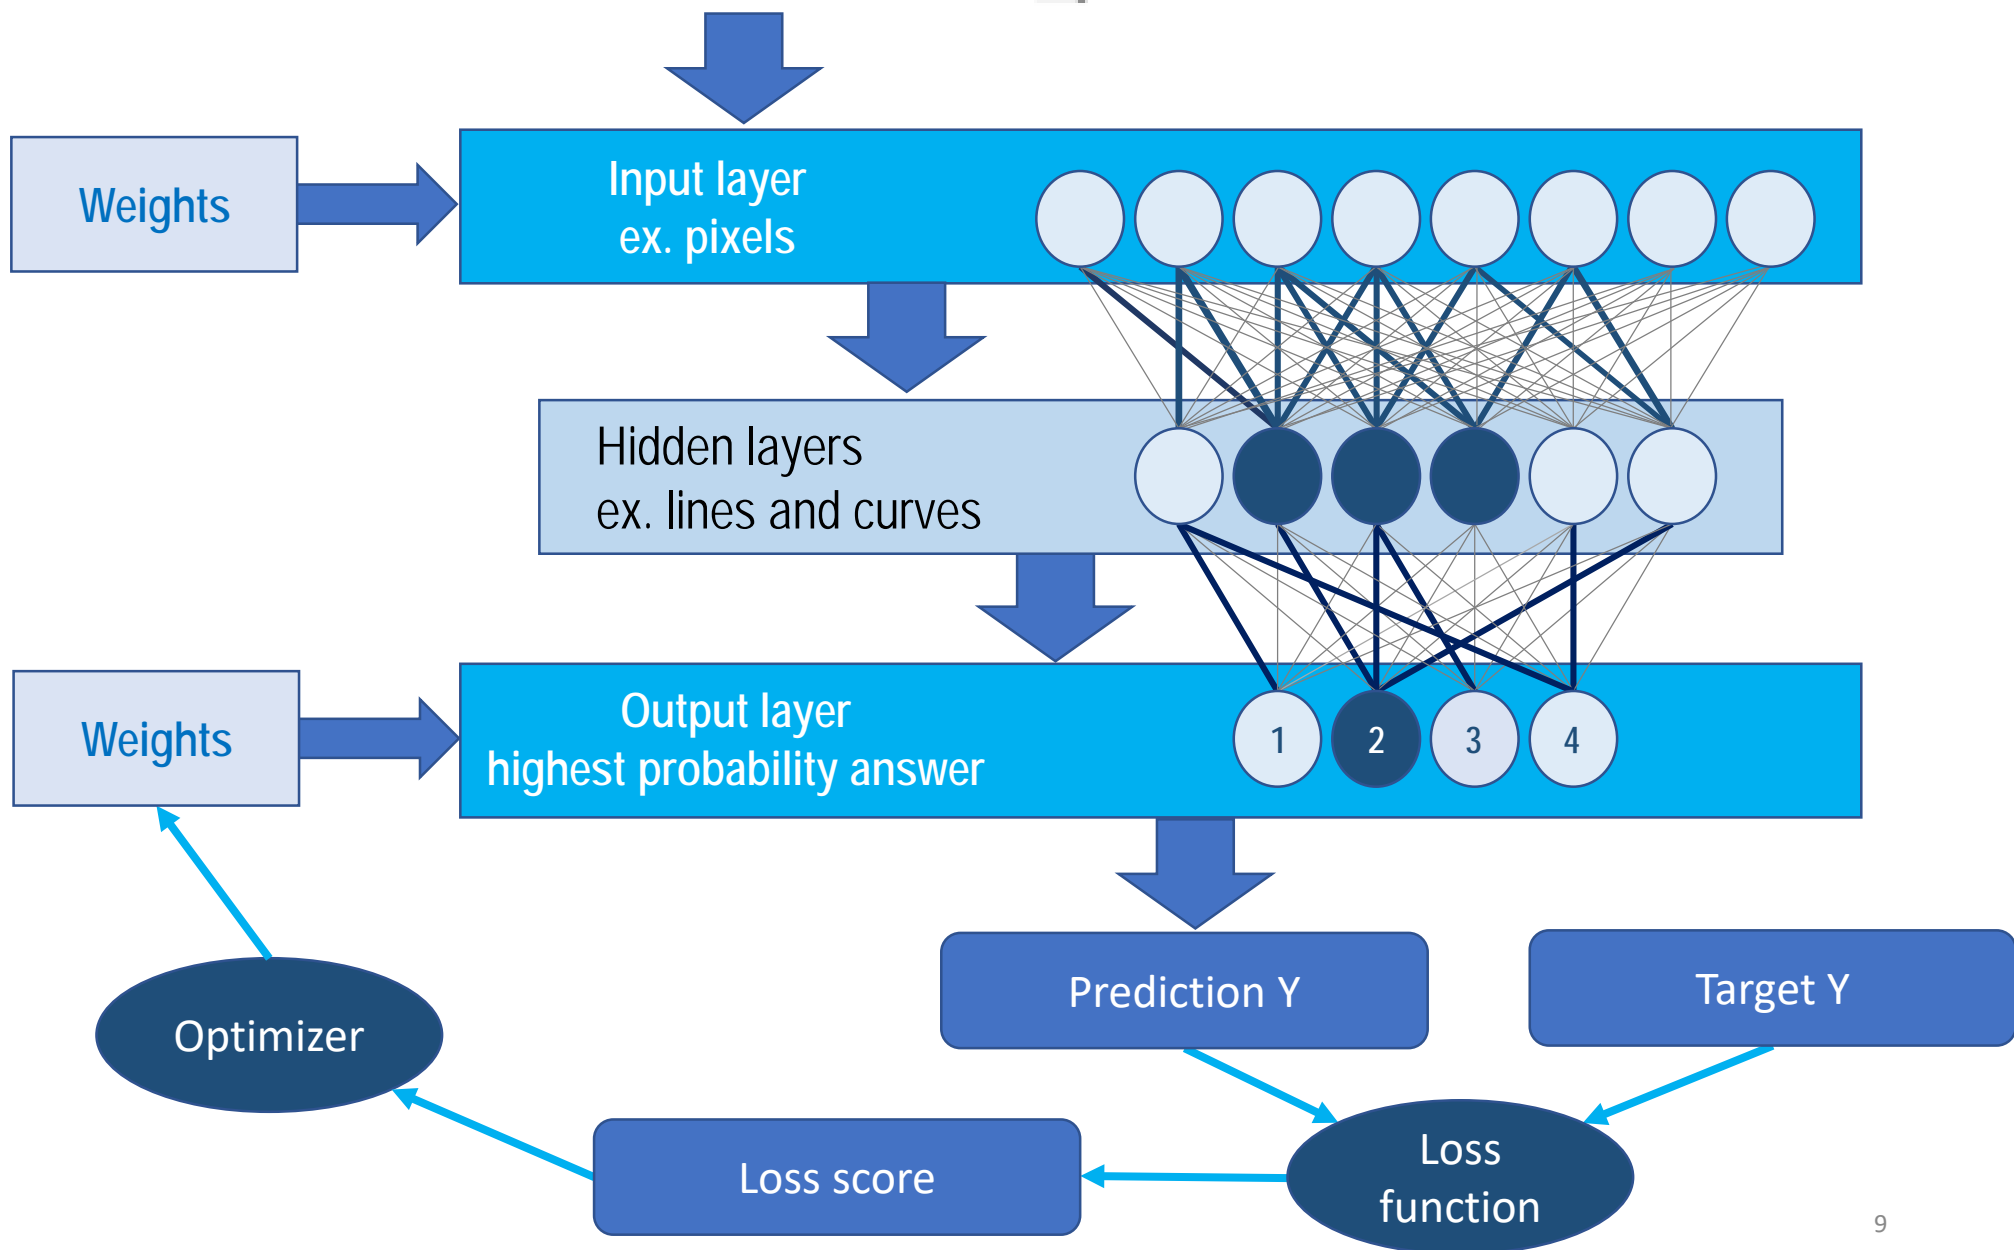 Weights
Input layer
ex. pixels
Hidden layers
ex. lines and curves
Weights
Output layer
highest probability answer
1 2 3 4
Prediction Y
Target Y
Optimizer
Loss score
Loss
function
9